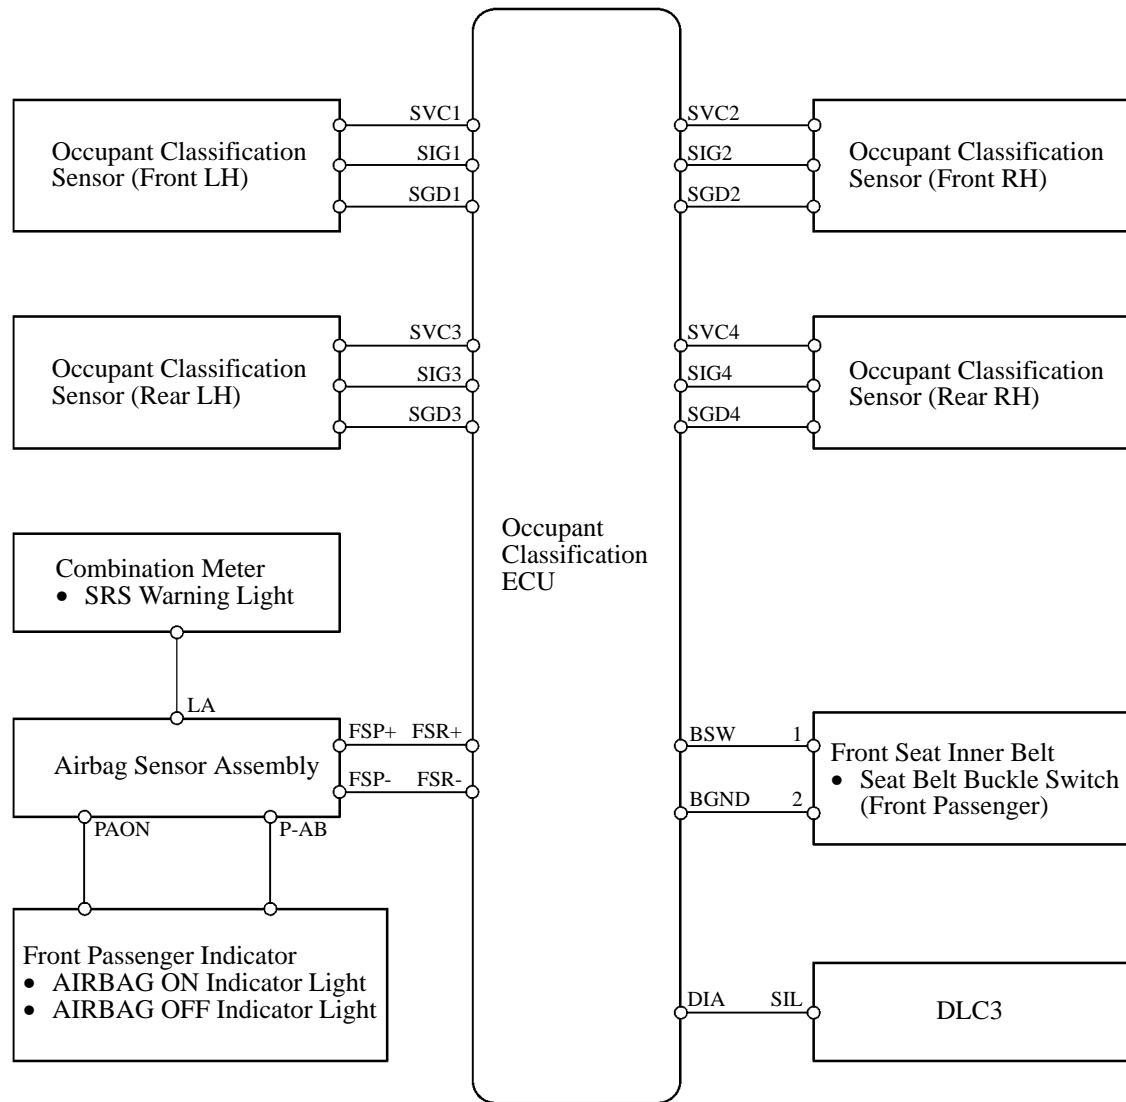 SVC1
SIG1
SGD1
Occupant Classification
Sensor (Front LH)
SVC2
SIG2
SGD2
Occupant Classification
Sensor (Front RH)
SVC3
SIG3
SGD3
Occupant Classification
Sensor (Rear LH)
SVC4
SIG4
SGD4
Occupant Classification
Sensor (Rear RH)
Occupant
Classification
ECU
Combination Meter
• SRS Warning Light
LA
Airbag Sensor Assembly
FSP+ FSR+
FSP- FSR-
PAON P-AB
BSW 1
BGND 2
Front Seat Inner Belt
• Seat Belt Buckle Switch
(Front Passenger)
Front Passenger Indicator
• AIRBAG ON Indicator Light
• AIRBAG OFF Indicator Light
DIA SIL
DLC3